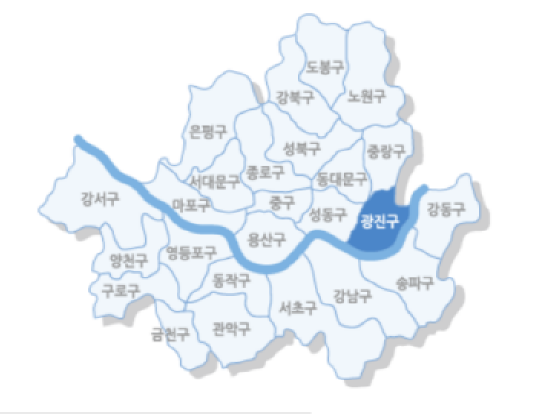 도봉구
강북구
노원구
은평구
성북구
중랑구
종로구
서대문구
동대문구
강서구
마포구
중구
성동구
광진구
강동구
용산구
영등포구
양천구
동작구
송파구
구로구
강남구
서초구
금천구
관악구